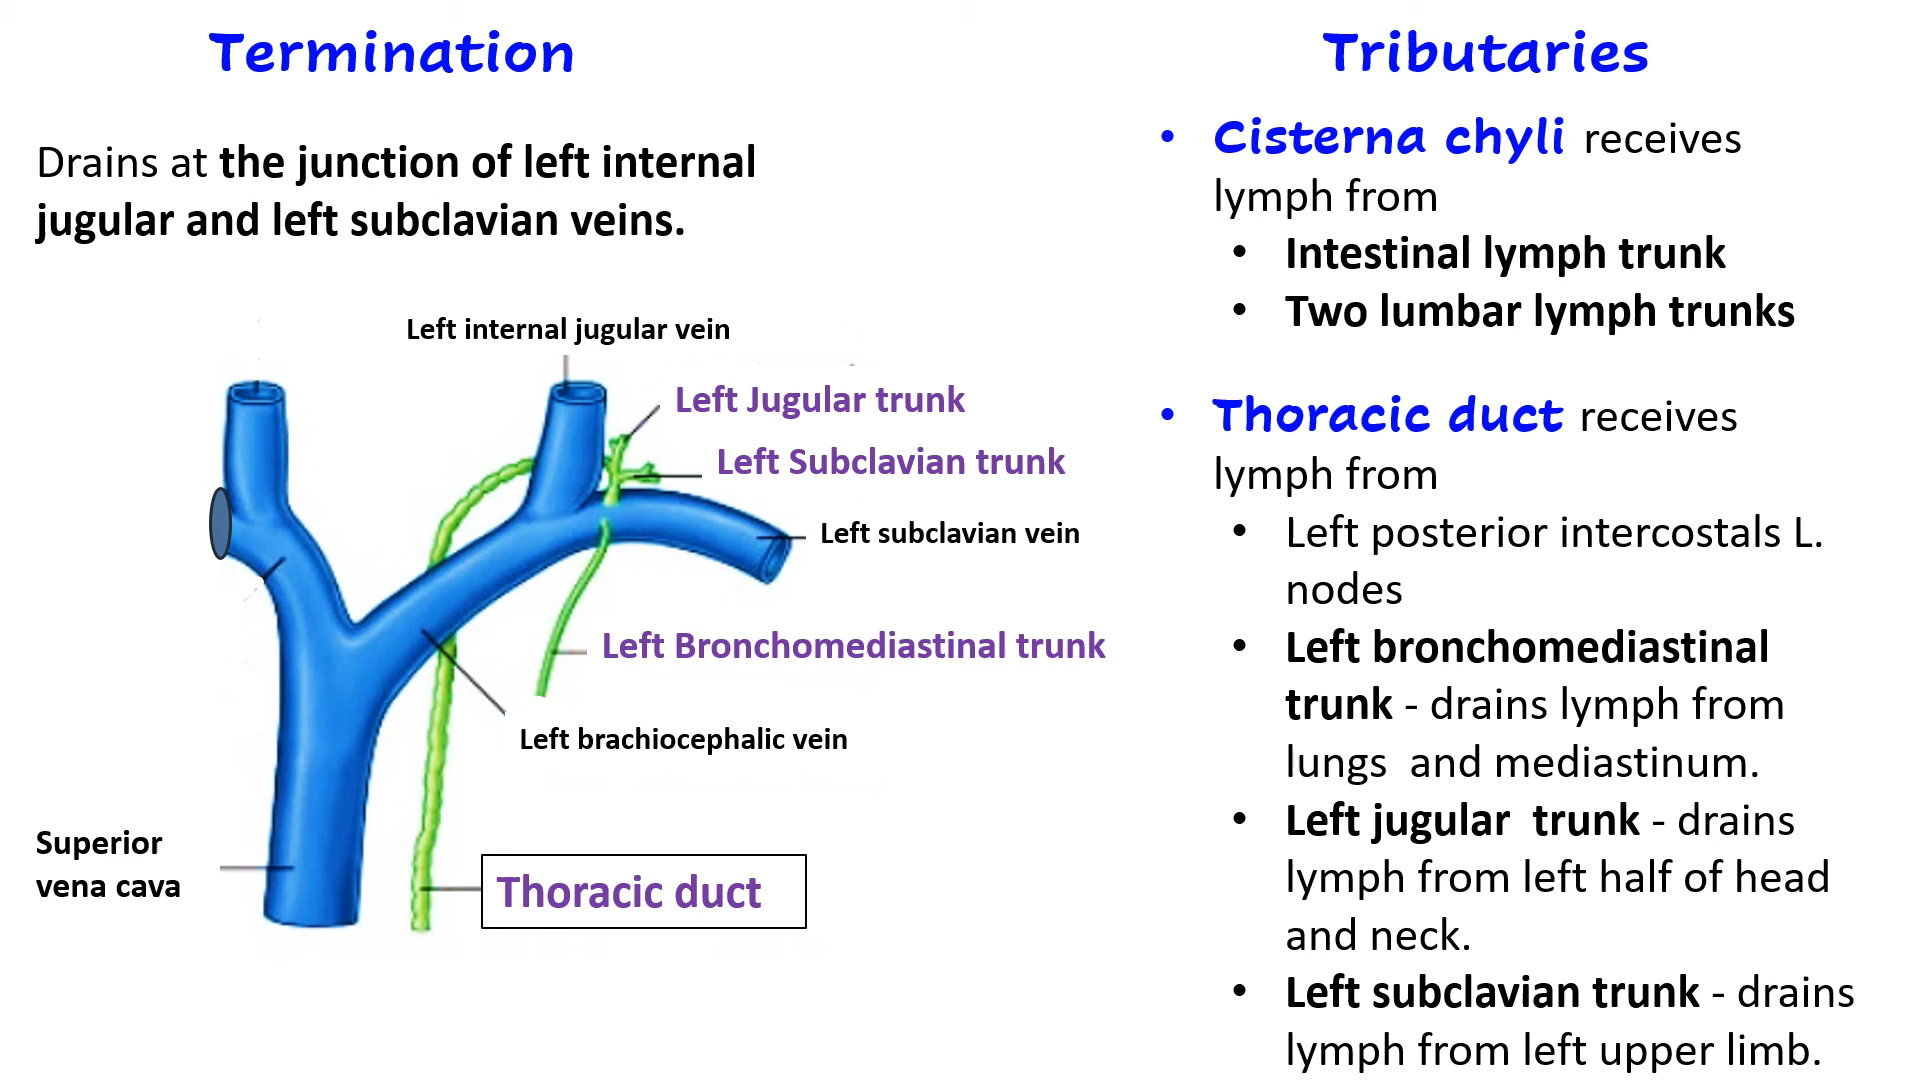 Termination
Drains at the junction of left internal
jugular and left subclavian veins.
Left internal jugular vein
Left Jugular trunk
Left Subclavian trunk
Left subclavian vein
Left Bronchomediastinal trunk
Left brachiocephalic vein
Superior
vena cava
Thoracic duct
Tributaries
• Cisterna chyli receives
lymph from
• Intestinal lymph trunk
• Two lumbar lymph trunks
• Thoracic duct receives
lymph from
• Left posterior intercostals L.
nodes
• Left bronchomediastinal
trunk - drains lymph from
lungs and mediastinum.
• Left jugular trunk - drains
lymph from left half of head
and neck.
• Left subclavian trunk - drains
lymph from left upper limb.